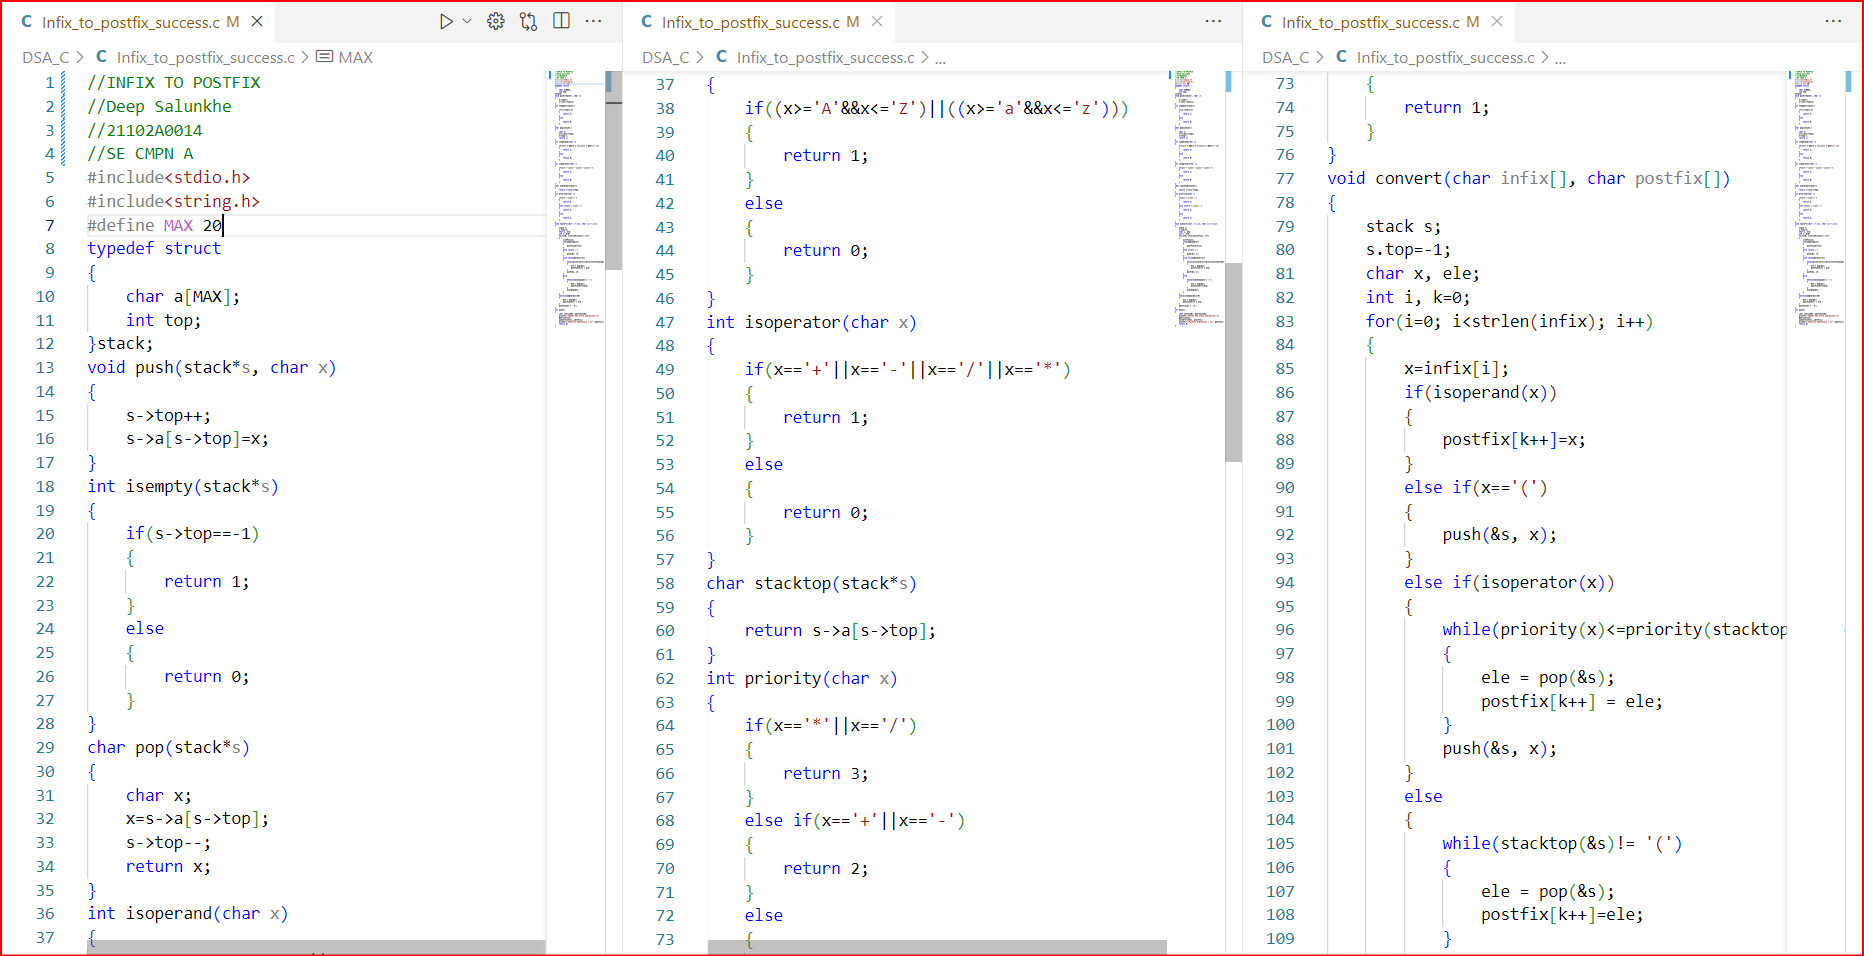 C Infix_to_postfix_success.c M
DSA_C > C Infix_to_postfix_success.c > MAX
1 //INFIX TO POSTFIX
2 //Deep Salunkhe
3 //21102A0014
4 //SE CMPN A
5 #include<stdio.h>
6 #include<string.h>
7 #define MAX 20
8 typedef struct
9 {
10 char a[MAX];
11 int top;
12 }stack;
13 void push(stack*s, char x)
14 {
15 s->top++;
16 s->a[s->top]=x;
17 }
18 int isempty(stack*s)
19 {
20 if(s->top==-1)
21 {
22 return 1;
23 }
24 else
25 {
26 return 0;
27 }
28 }
29 char pop(stack*s)
30 {
31 char x;
32 x=s->a[s->top];
33 s->top--;
34 return x;
35 }
36 int isoperand(char x)
37 {
C Infix_to_postfix_success.c M
DSA_C > C Infix_to_postfix_success.c > ...
37 {
38 if((x>='A'&&x<='Z')||((x>='a'&&x<='z')))
39 {
40 return 1;
41 }
42 else
43 {
44 return 0;
45 }
46 }
47 int isoperator(char x)
48 {
49 if(x=='+'||x=='-'||x=='/'||x=='*')
50 {
51 return 1;
52 }
53 else
54 {
55 return 0;
56 }
57 }
58 char stacktop(stack*s)
59 {
60 return s->a[s->top];
61 }
62 int priority(char x)
63 {
64 if(x=='*'||x=='/')
65 {
66 return 3;
67 }
68 else if(x=='+'||x=='-')
69 {
70 return 2;
71 }
72 else
73 {
C Infix_to_postfix_success.c M
DSA_C > C Infix_to_postfix_success.c > ...
73 {
74 return 1;
75 }
76 }
77 void convert(char infix[], char postfix[])
78 {
79 stack s;
80 s.top=-1;
81 char x, ele;
82 int i, k=0;
83 for(i=0; i<strlen(infix); i++)
84 {
85 x=infix[i];
86 if(isoperand(x))
87 {
88 postfix[k++]=x;
89 }
90 else if(x=='(')
91 {
92 push(&s, x);
93 }
94 else if(isoperator(x))
95 {
96 while(priority(x)<=priority(stacktop
97 {
98 ele = pop(&s);
99 postfix[k++] = ele;
100 }
101 push(&s, x);
102 }
103 else
104 {
105 while(stacktop(&s)!= '(')
106 {
107 ele = pop(&s);
108 postfix[k++]=ele;
109 }